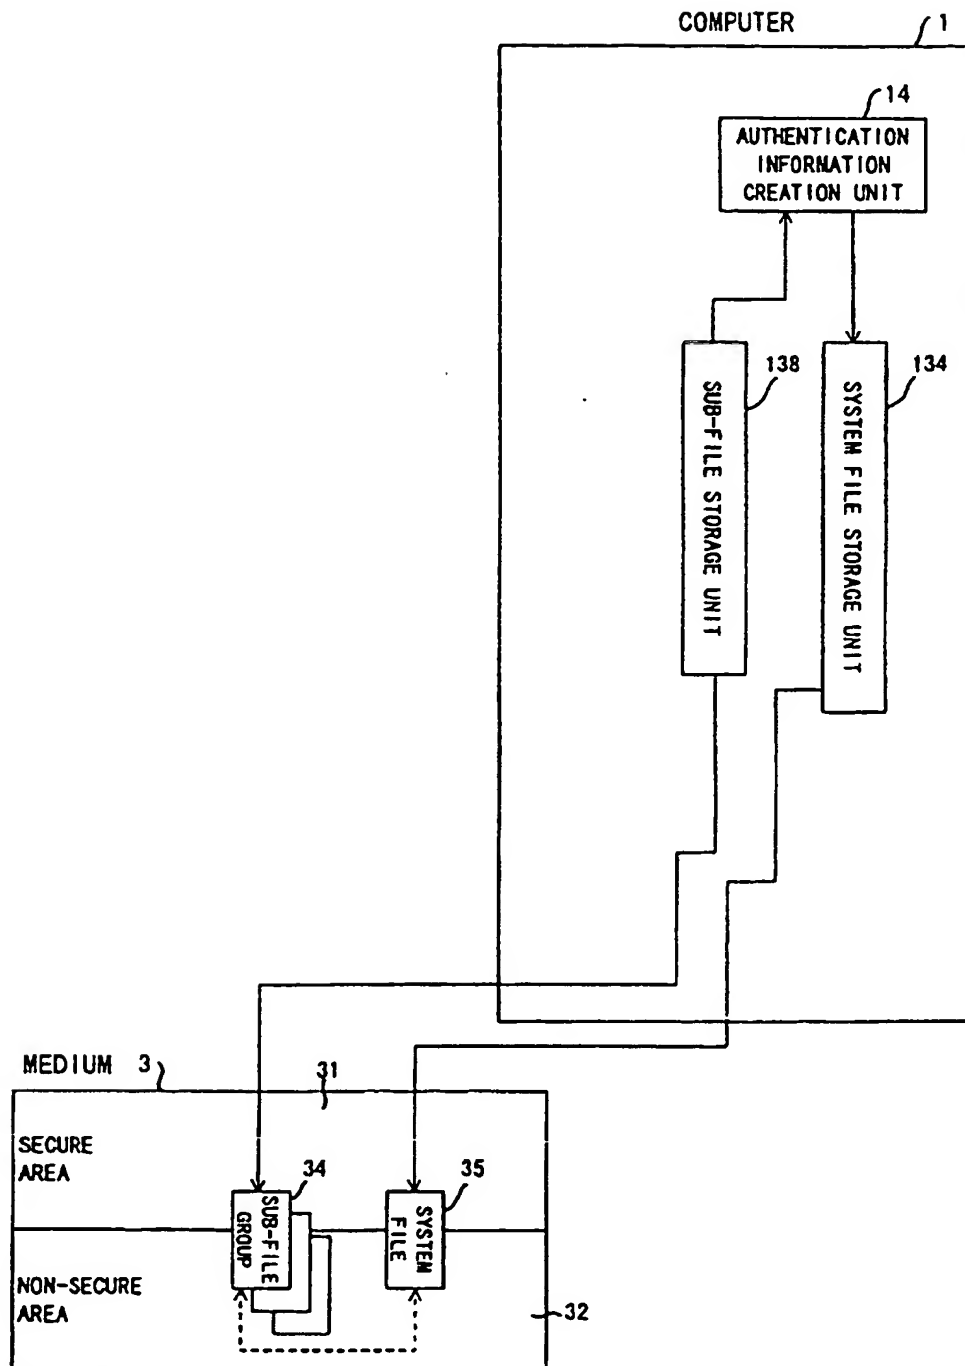 COMPUTER 1
14
AUTHENTICATION
INFORMATION
CREATION UNIT
138
134
SUB-FILE STORAGE UNIT
SYSTEM FILE STORAGE UNIT
MEDIUM 3
31
SECURE
AREA
34
35
SUB-FILE
GROUP
SYSTEM
FILE
NON-SECURE
AREA
32